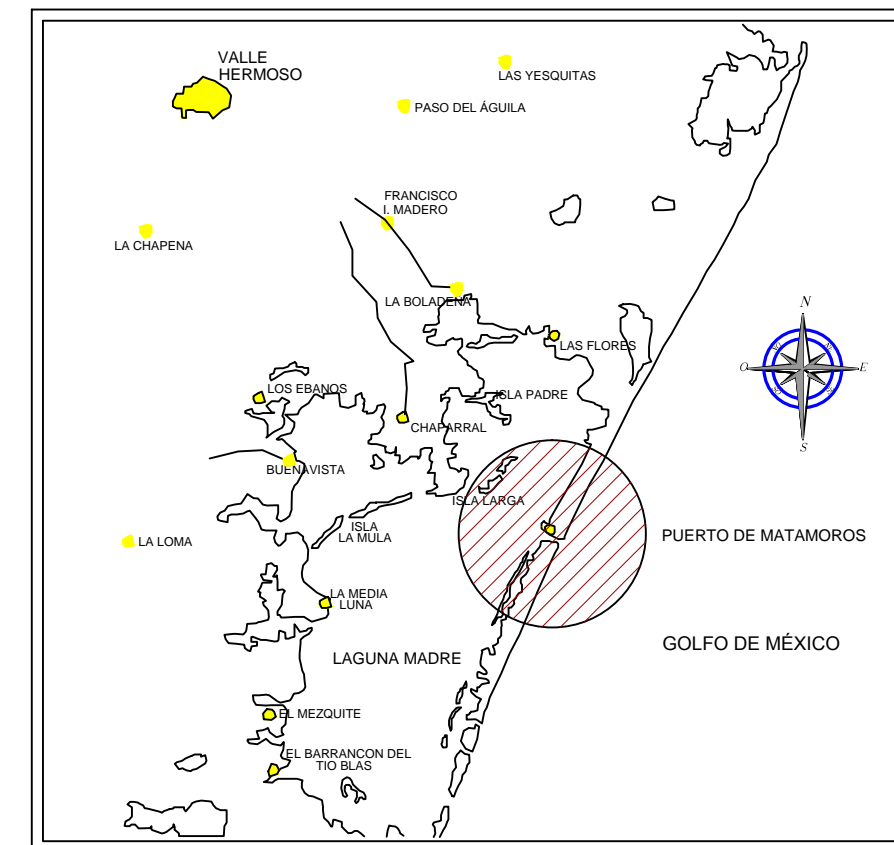 VALLE
HERMOSO
LAS YESQUITAS
PASO DEL ÁGUILA
FRANCISCO
I. MADERO
LA CHAPENA
LA BOLADEÑA
LAS FLORES
N
O
E
S
LOS EBANOS
ISLA PADRE
CHAPARRAL
BUENAVISTA
ISLA LARGA
ISLA
LA MULA
LA LOMA
PUERTO DE MATAMOROS
LA MEDIA
LUNA
GOLFO DE MÉXICO
LAGUNA MADRE
EL MEZQUITE
EL BARRANCON DEL
TIO BLAS